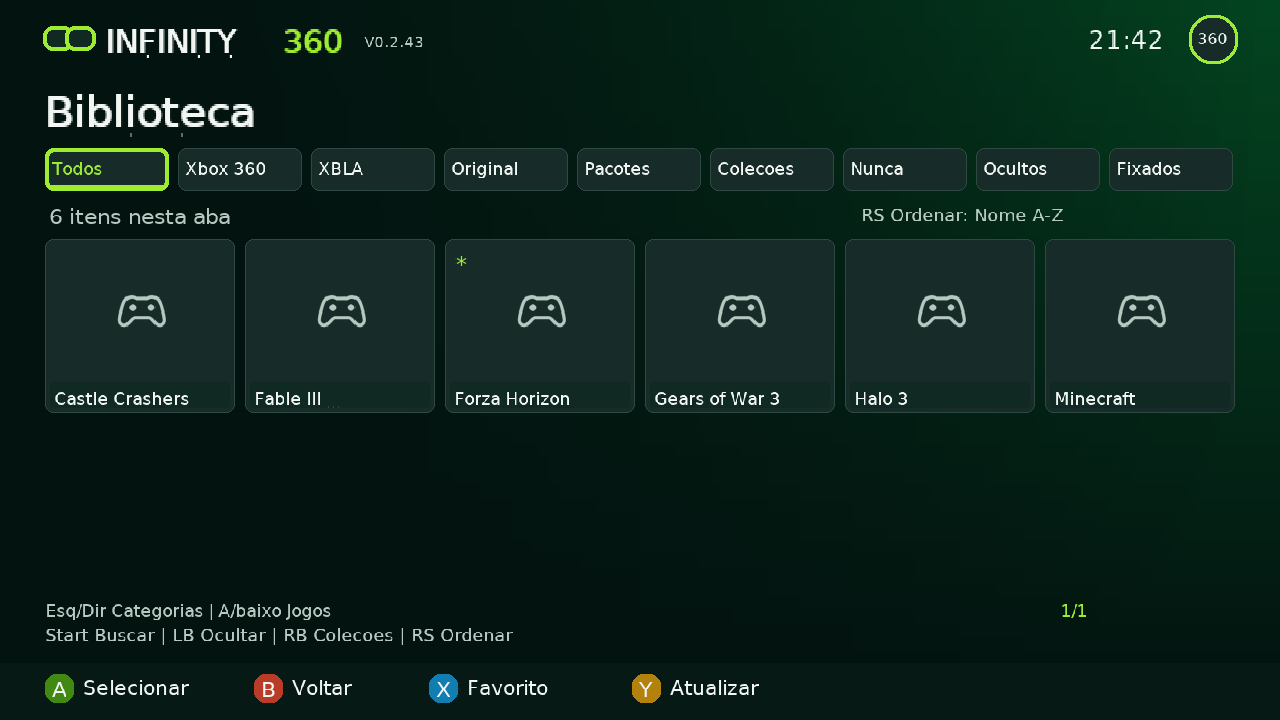 INFINITY 360 V0.2.43 21:42 360
Biblioteca
Todos Xbox 360 XBLA Original Pacotes Colecoes Nunca Ocultos Fixados
6 itens nesta aba RS Ordenar: Nome A-Z
*
Castle Crashers Fable III Forza Horizon Gears of War 3 Halo 3 Minecraft
Esq/Dir Categorias | A/baixo Jogos 1/1
Start Buscar | LB Ocultar | RB Colecoes | RS Ordenar
A Selecionar B Voltar X Favorito Y Atualizar